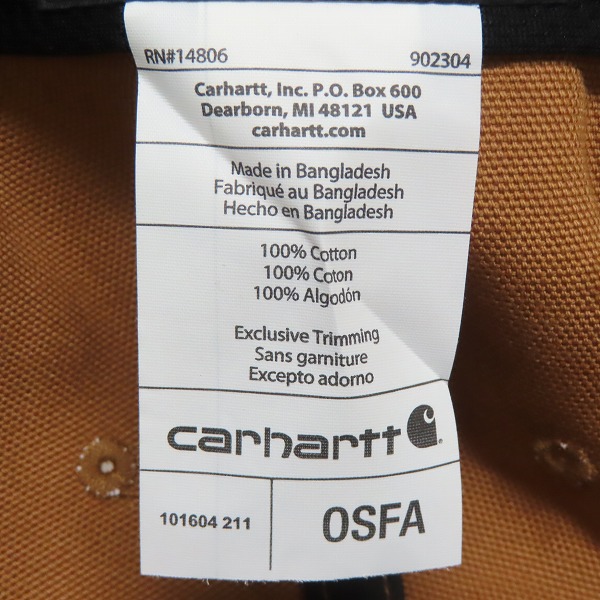 RN#14806 902304
Carhartt, Inc. P.O. Box 600
Dearborn, MI 48121 USA
carhartt.com
Made in Bangladesh
Fabriqué au Bangladesh
Hecho en Bangladesh
100% Cotton
100% Coton
100% Algodón
Exclusive Trimming
Sans garniture
Excepto adorno
carhartt
101604 211 OSFA